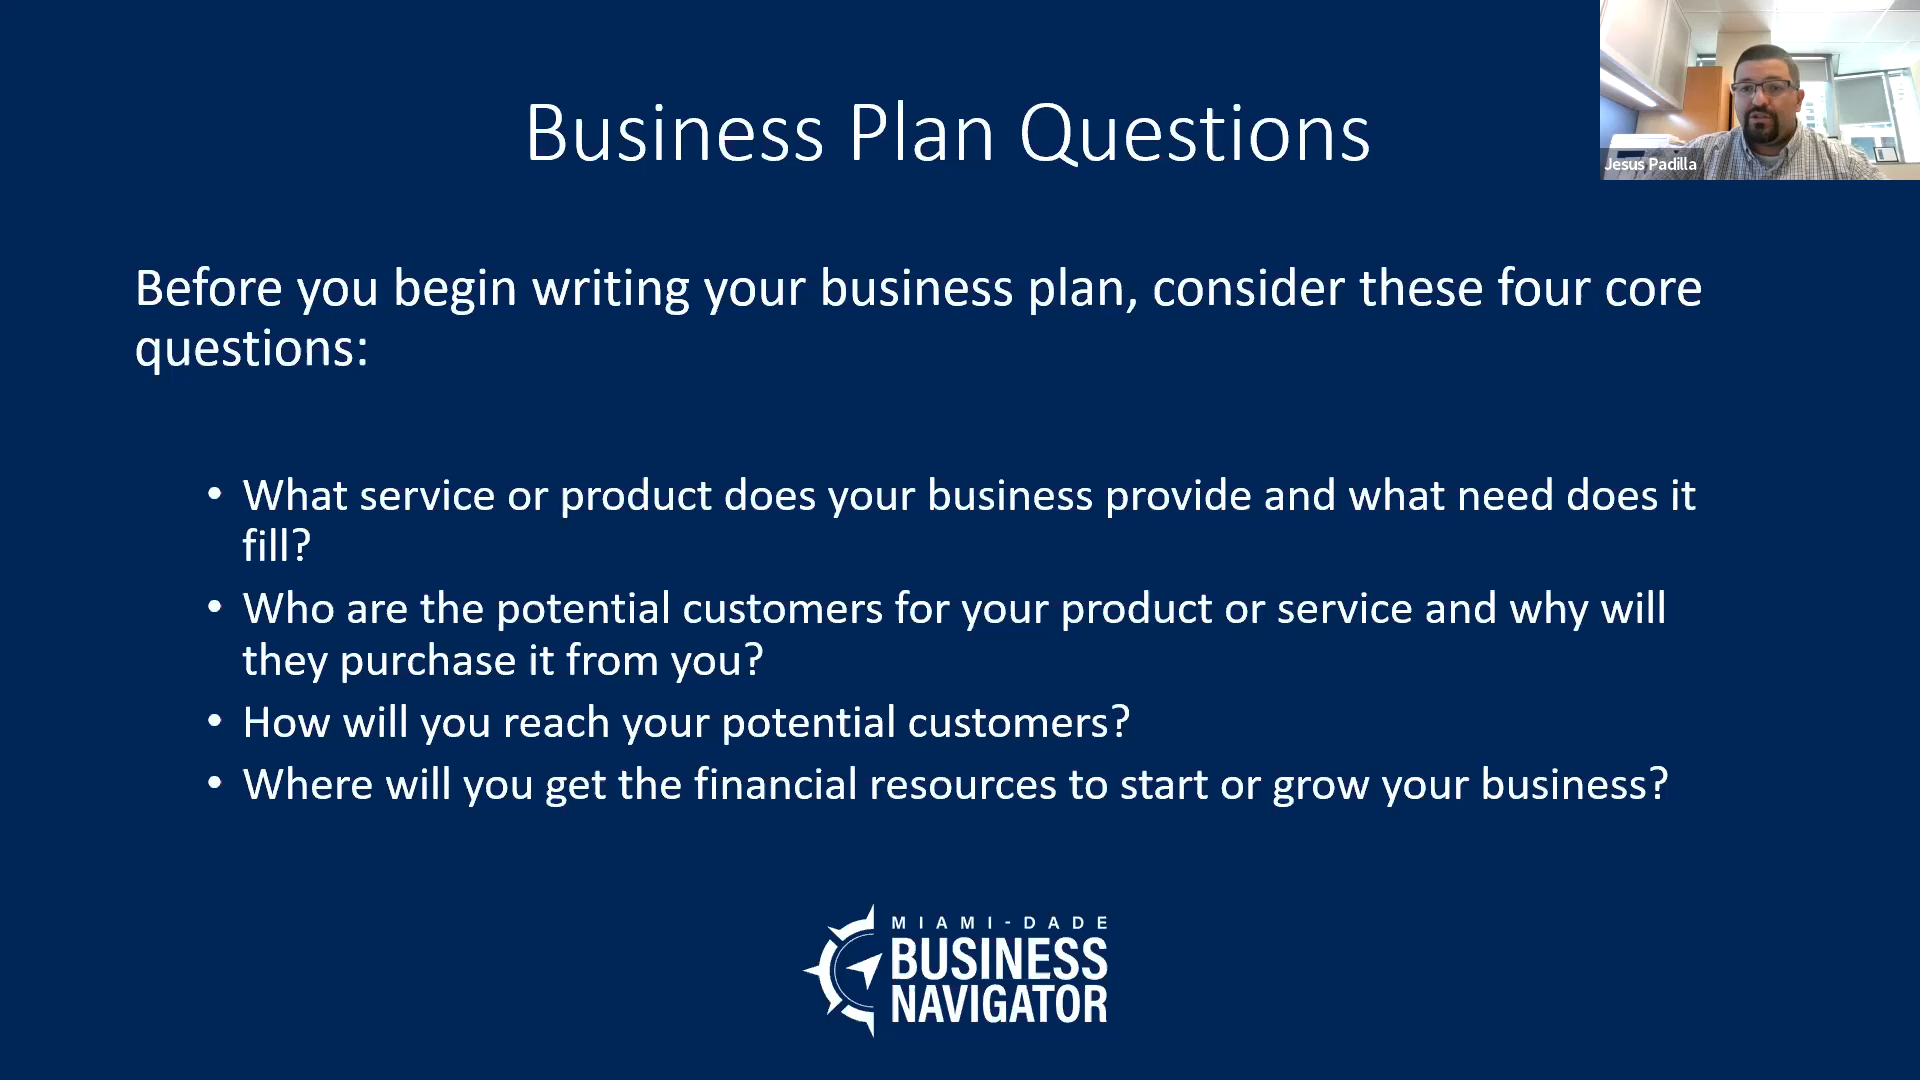 Business Plan Questions
Jesus Padilla
Before you begin writing your business plan, consider these four core
questions:
• What service or product does your business provide and what need does it
fill?
• Who are the potential customers for your product or service and why will
they purchase it from you?
• How will you reach your potential customers?
• Where will you get the financial resources to start or grow your business?
MIAMI-DADE
BUSINESS
NAVIGATOR